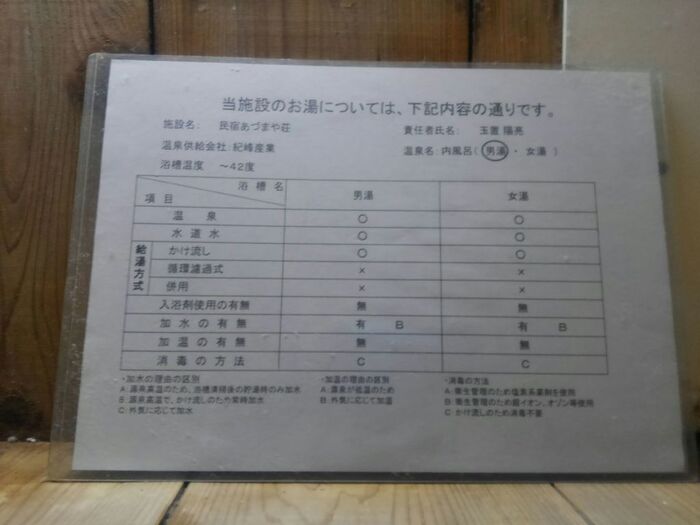 当施設のお湯については、下記内容の通りです。
施設名: 民宿あづまや荘 責任者氏名: 玉置 陽亮
温泉供給会社: 紀峰産業 温泉名: 内風呂( 男湯 ・ 女湯 )
浴槽温度 ～42度
浴 槽 名
項目 男湯 女湯
温 泉 ○ ○
水 道 水 ○ ○
給湯方式
かけ流し ○ ○
循環濾過式 × ×
併用 × ×
入浴剤使用の有無 無 無
加 水 の 有 無 有 B 有 B
加 温 の 有 無 無 無
消 毒 の 方 法 C C
・加水の理由の区別 ・加温の理由の区別 ・消毒の方法
A: 源泉高温のため、浴槽清掃後の貯湯時のみ加水 A: 源泉が低温のため A: 衛生管理のため塩素系薬剤を使用
B: 源泉高温で、かけ流しのため常時加水 B: 外気に応じて加温 B: 衛生管理のため銀イオン、オゾン等使用
C: 外気に応じて加水 C かけ流しのため消毒不要